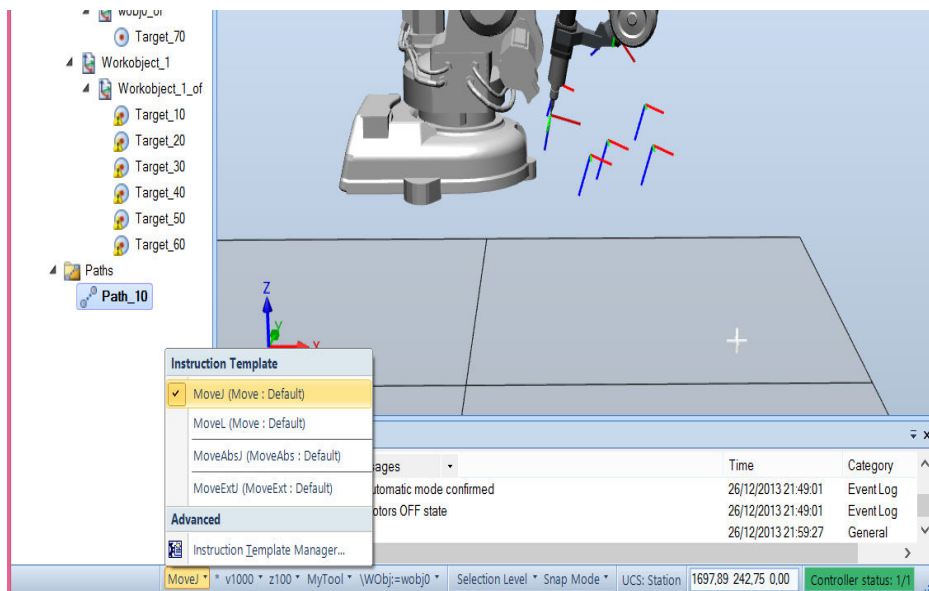 wobj0_of
Target_70
Workobject_1
Workobject_1_of
Target_10
Target_20
Target_30
Target_40
Target_50
Target_60
Paths
Path_10
Z
Y
X
Instruction Template
MoveJ (Move : Default)
MoveL (Move : Default)
MoveAbsJ (MoveAbs : Default)
MoveExtJ (MoveExt : Default)
Advanced
Instruction Template Manager...
ages Time Category
utomatic mode confirmed 26/12/2013 21:49:01 Event Log
otors OFF state 26/12/2013 21:49:01 Event Log
26/12/2013 21:59:27 General
MoveJ * v1000 z100 MyTool \WObj:=wobj0 Selection Level Snap Mode UCS: Station 1697,89 242,75 0,00 Controller status: 1/1